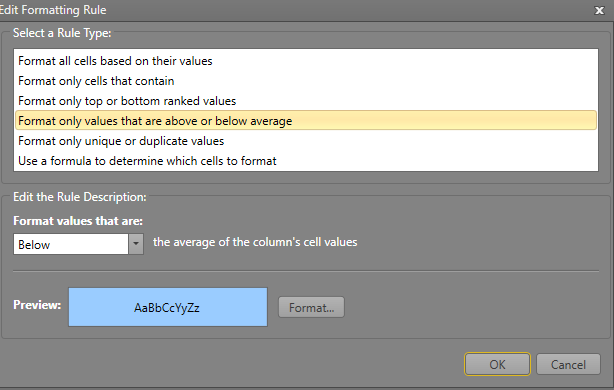 Edit Formatting Rule
Select a Rule Type:
Format all cells based on their values
Format only cells that contain
Format only top or bottom ranked values
Format only values that are above or below average
Format only unique or duplicate values
Use a formula to determine which cells to format
Edit the Rule Description:
Format values that are:
Below the average of the column's cell values
Preview: AaBbCcYyZz Format...
OK Cancel